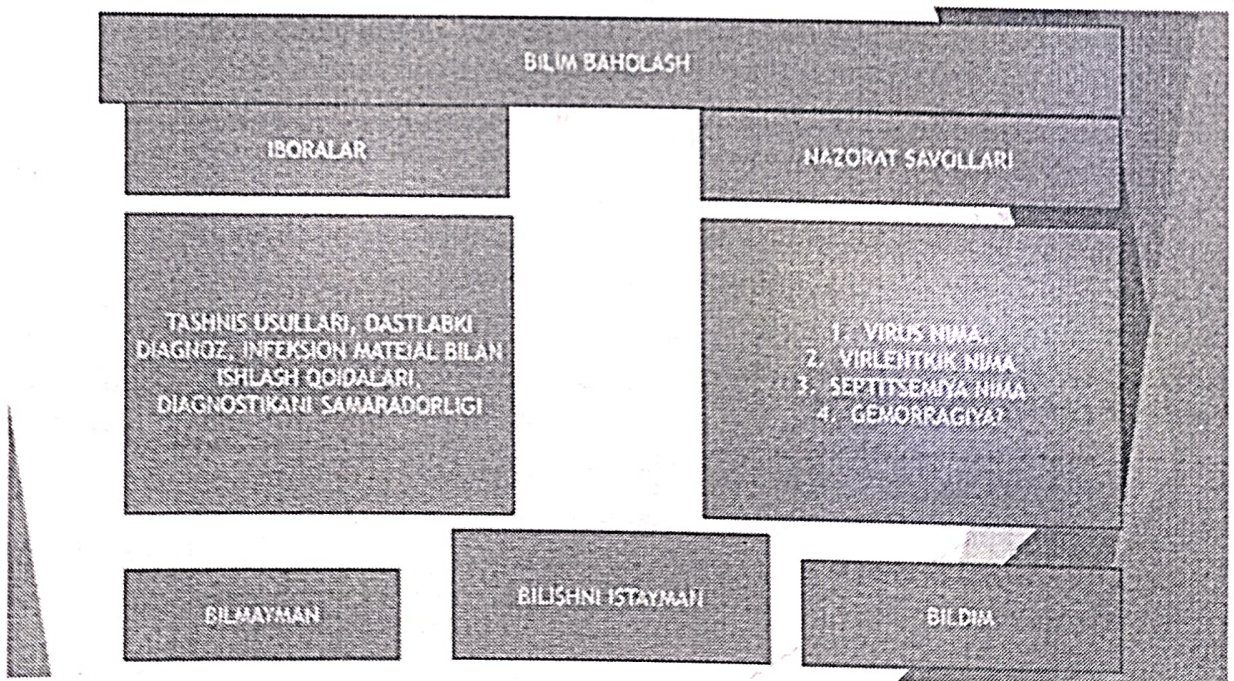 BILIM BAHOLASH
IBORALAR
NAZORAT SAVOLLARI
TASHNIS USULLARI, DASTLABKI
DIAGNOZ, INFEKSION MATEIAL BILAN
ISHLASH QOIDALARI,
DIAGNOSTIKANI SAMARADORLIGI
1. VIRUS NIMA,
2. VIRLENTKIK NIMA
3. SEPTITSEMIYA NIMA
4. GEMORRAGIYA?
BILMAYMAN
BILISHNI ISTAYMAN
BILDIM